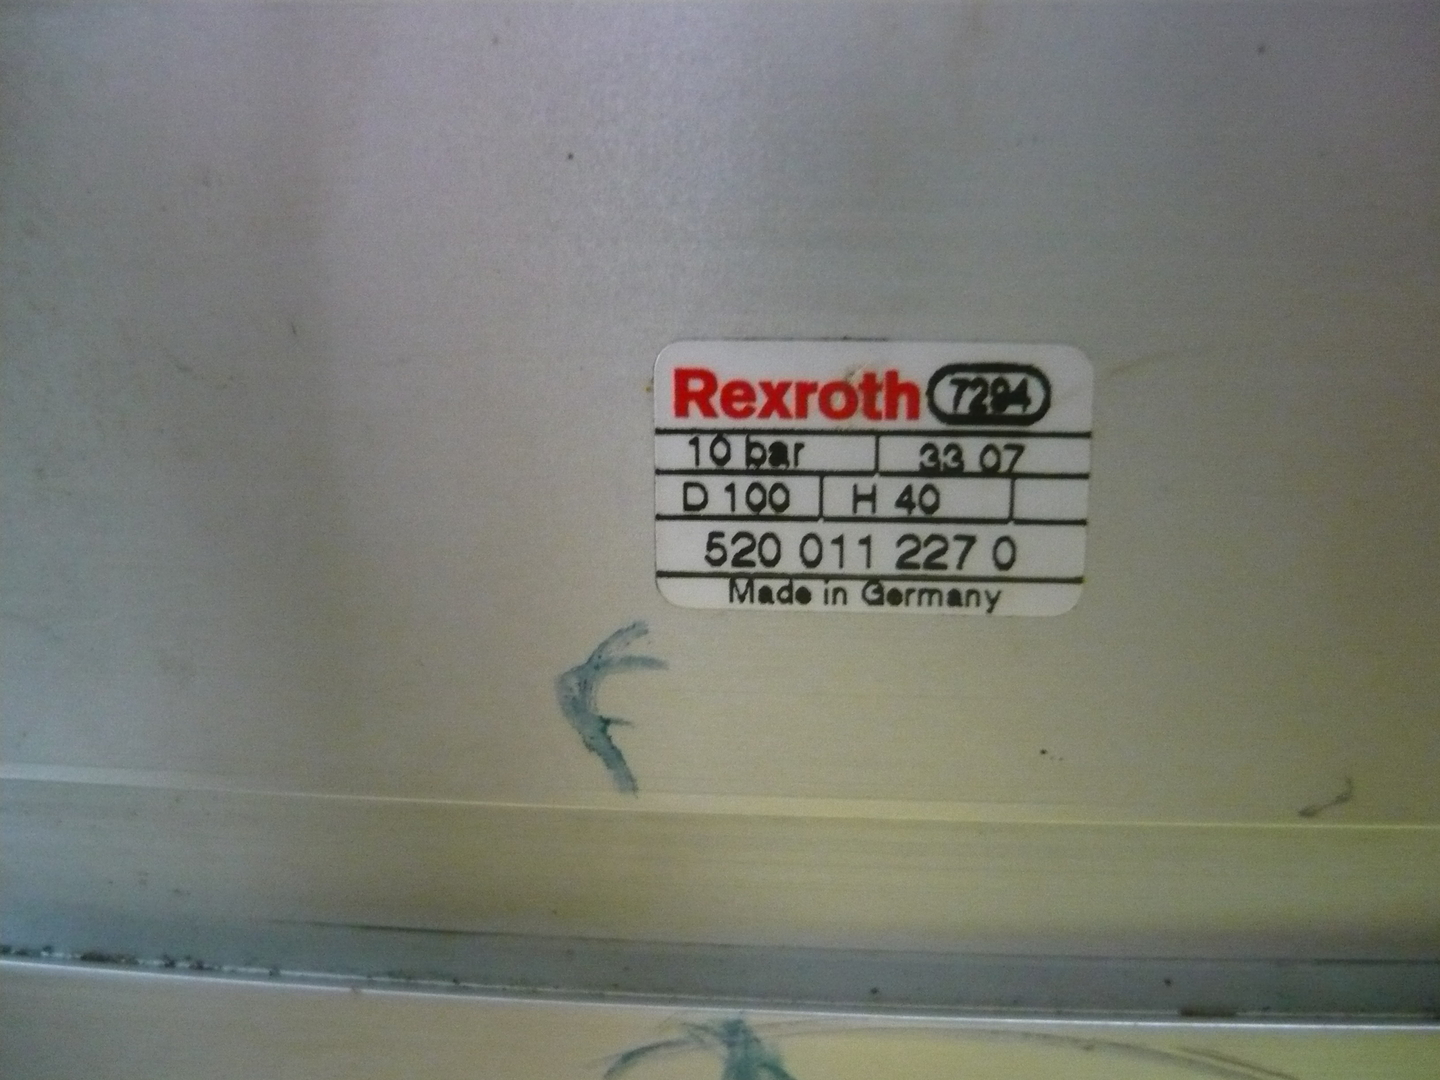 Rexroth 7294
10 bar 33 07
D 100 H 40
520 011 227 0
Made in Germany